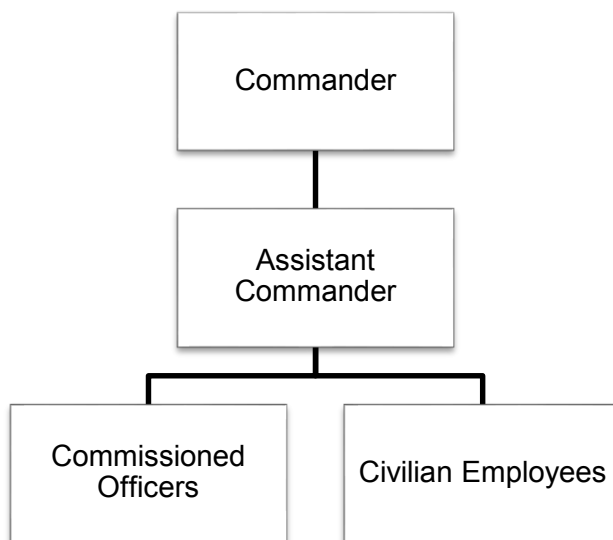 Commander
Assistant
Commander
Commissioned
Officers
Civilian Employees